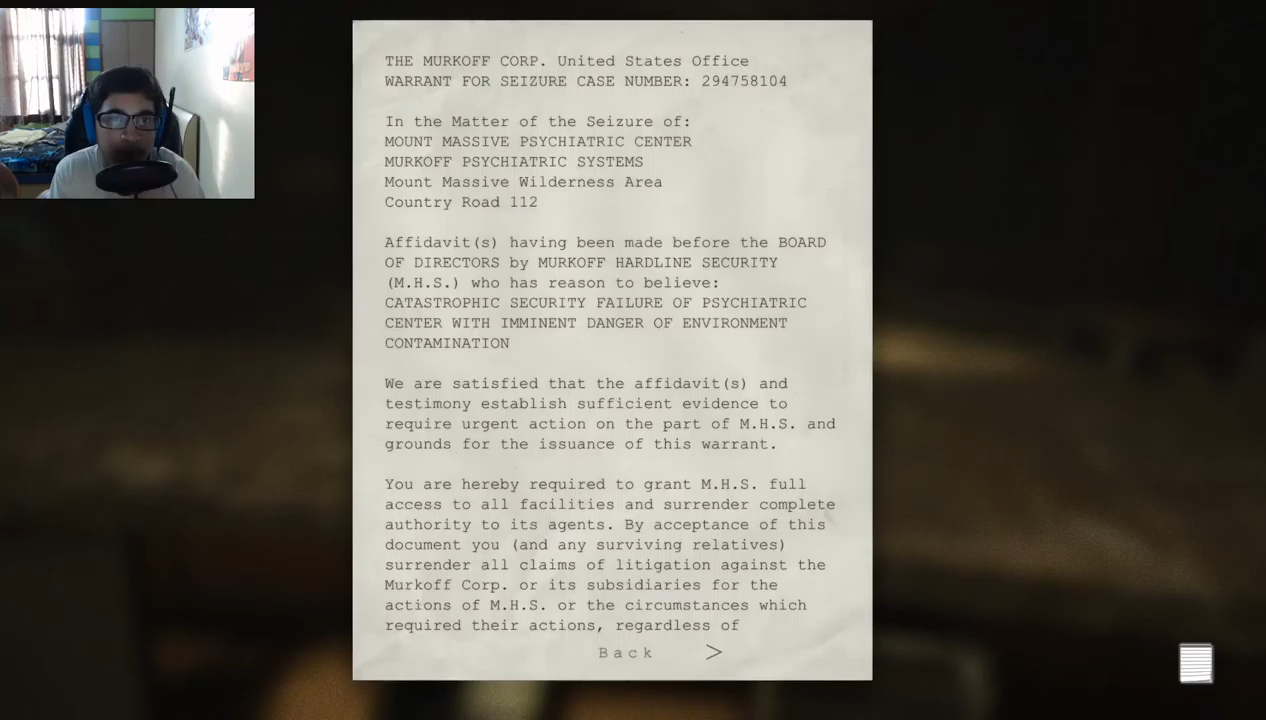 THE MURKOFF CORP. United States Office
WARRANT FOR SEIZURE CASE NUMBER: 294758104
In the Matter of the Seizure of:
MOUNT MASSIVE PSYCHIATRIC CENTER
MURKOFF PSYCHIATRIC SYSTEMS
Mount Massive Wilderness Area
Country Road 112
Affidavit(s) having been made before the BOARD
OF DIRECTORS by MURKOFF HARDLINE SECURITY
(M.H.S.) who has reason to believe:
CATASTROPHIC SECURITY FAILURE OF PSYCHIATRIC
CENTER WITH IMMINENT DANGER OF ENVIRONMENT
CONTAMINATION
We are satisfied that the affidavit(s) and
testimony establish sufficient evidence to
require urgent action on the part of M.H.S. and
grounds for the issuance of this warrant.
You are hereby required to grant M.H.S. full
access to all facilities and surrender complete
authority to its agents. By acceptance of this
document you (and any surviving relatives)
surrender all claims of litigation against the
Murkoff Corp. or its subsidiaries for the
actions of M.H.S. or the circumstances which
required their actions, regardless of
Back >